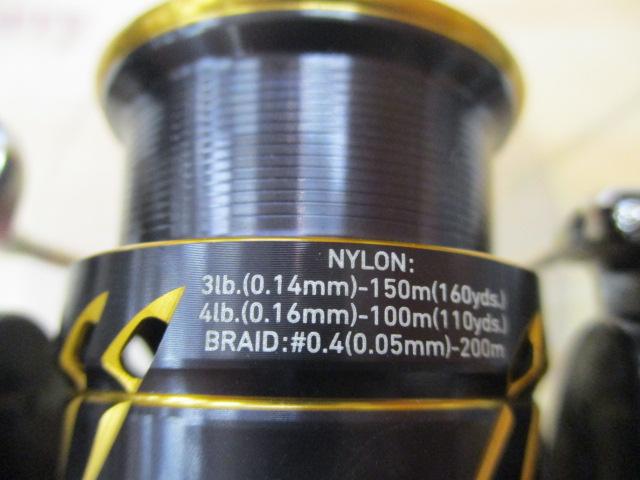 NYLON:
3lb.(0.14mm)-150m(160yds.)
4lb.(0.16mm)-100m(110yds.)
BRAID:#0.4(0.05mm)-200m